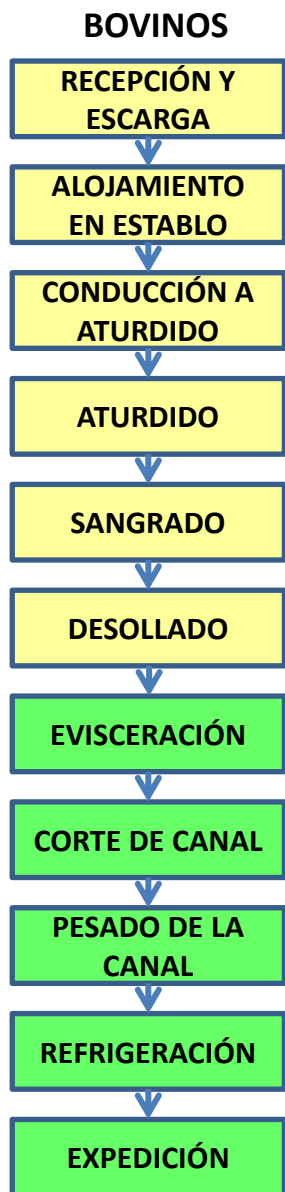 BOVINOS
RECEPCIÓN Y
ESCARGA
ALOJAMIENTO
EN ESTABLO
CONDUCCIÓN A
ATURDIDO
ATURDIDO
SANGRADO
DESOLLADO
EVISCERACIÓN
CORTE DE CANAL
PESADO DE LA
CANAL
REFRIGERACIÓN
EXPEDICIÓN